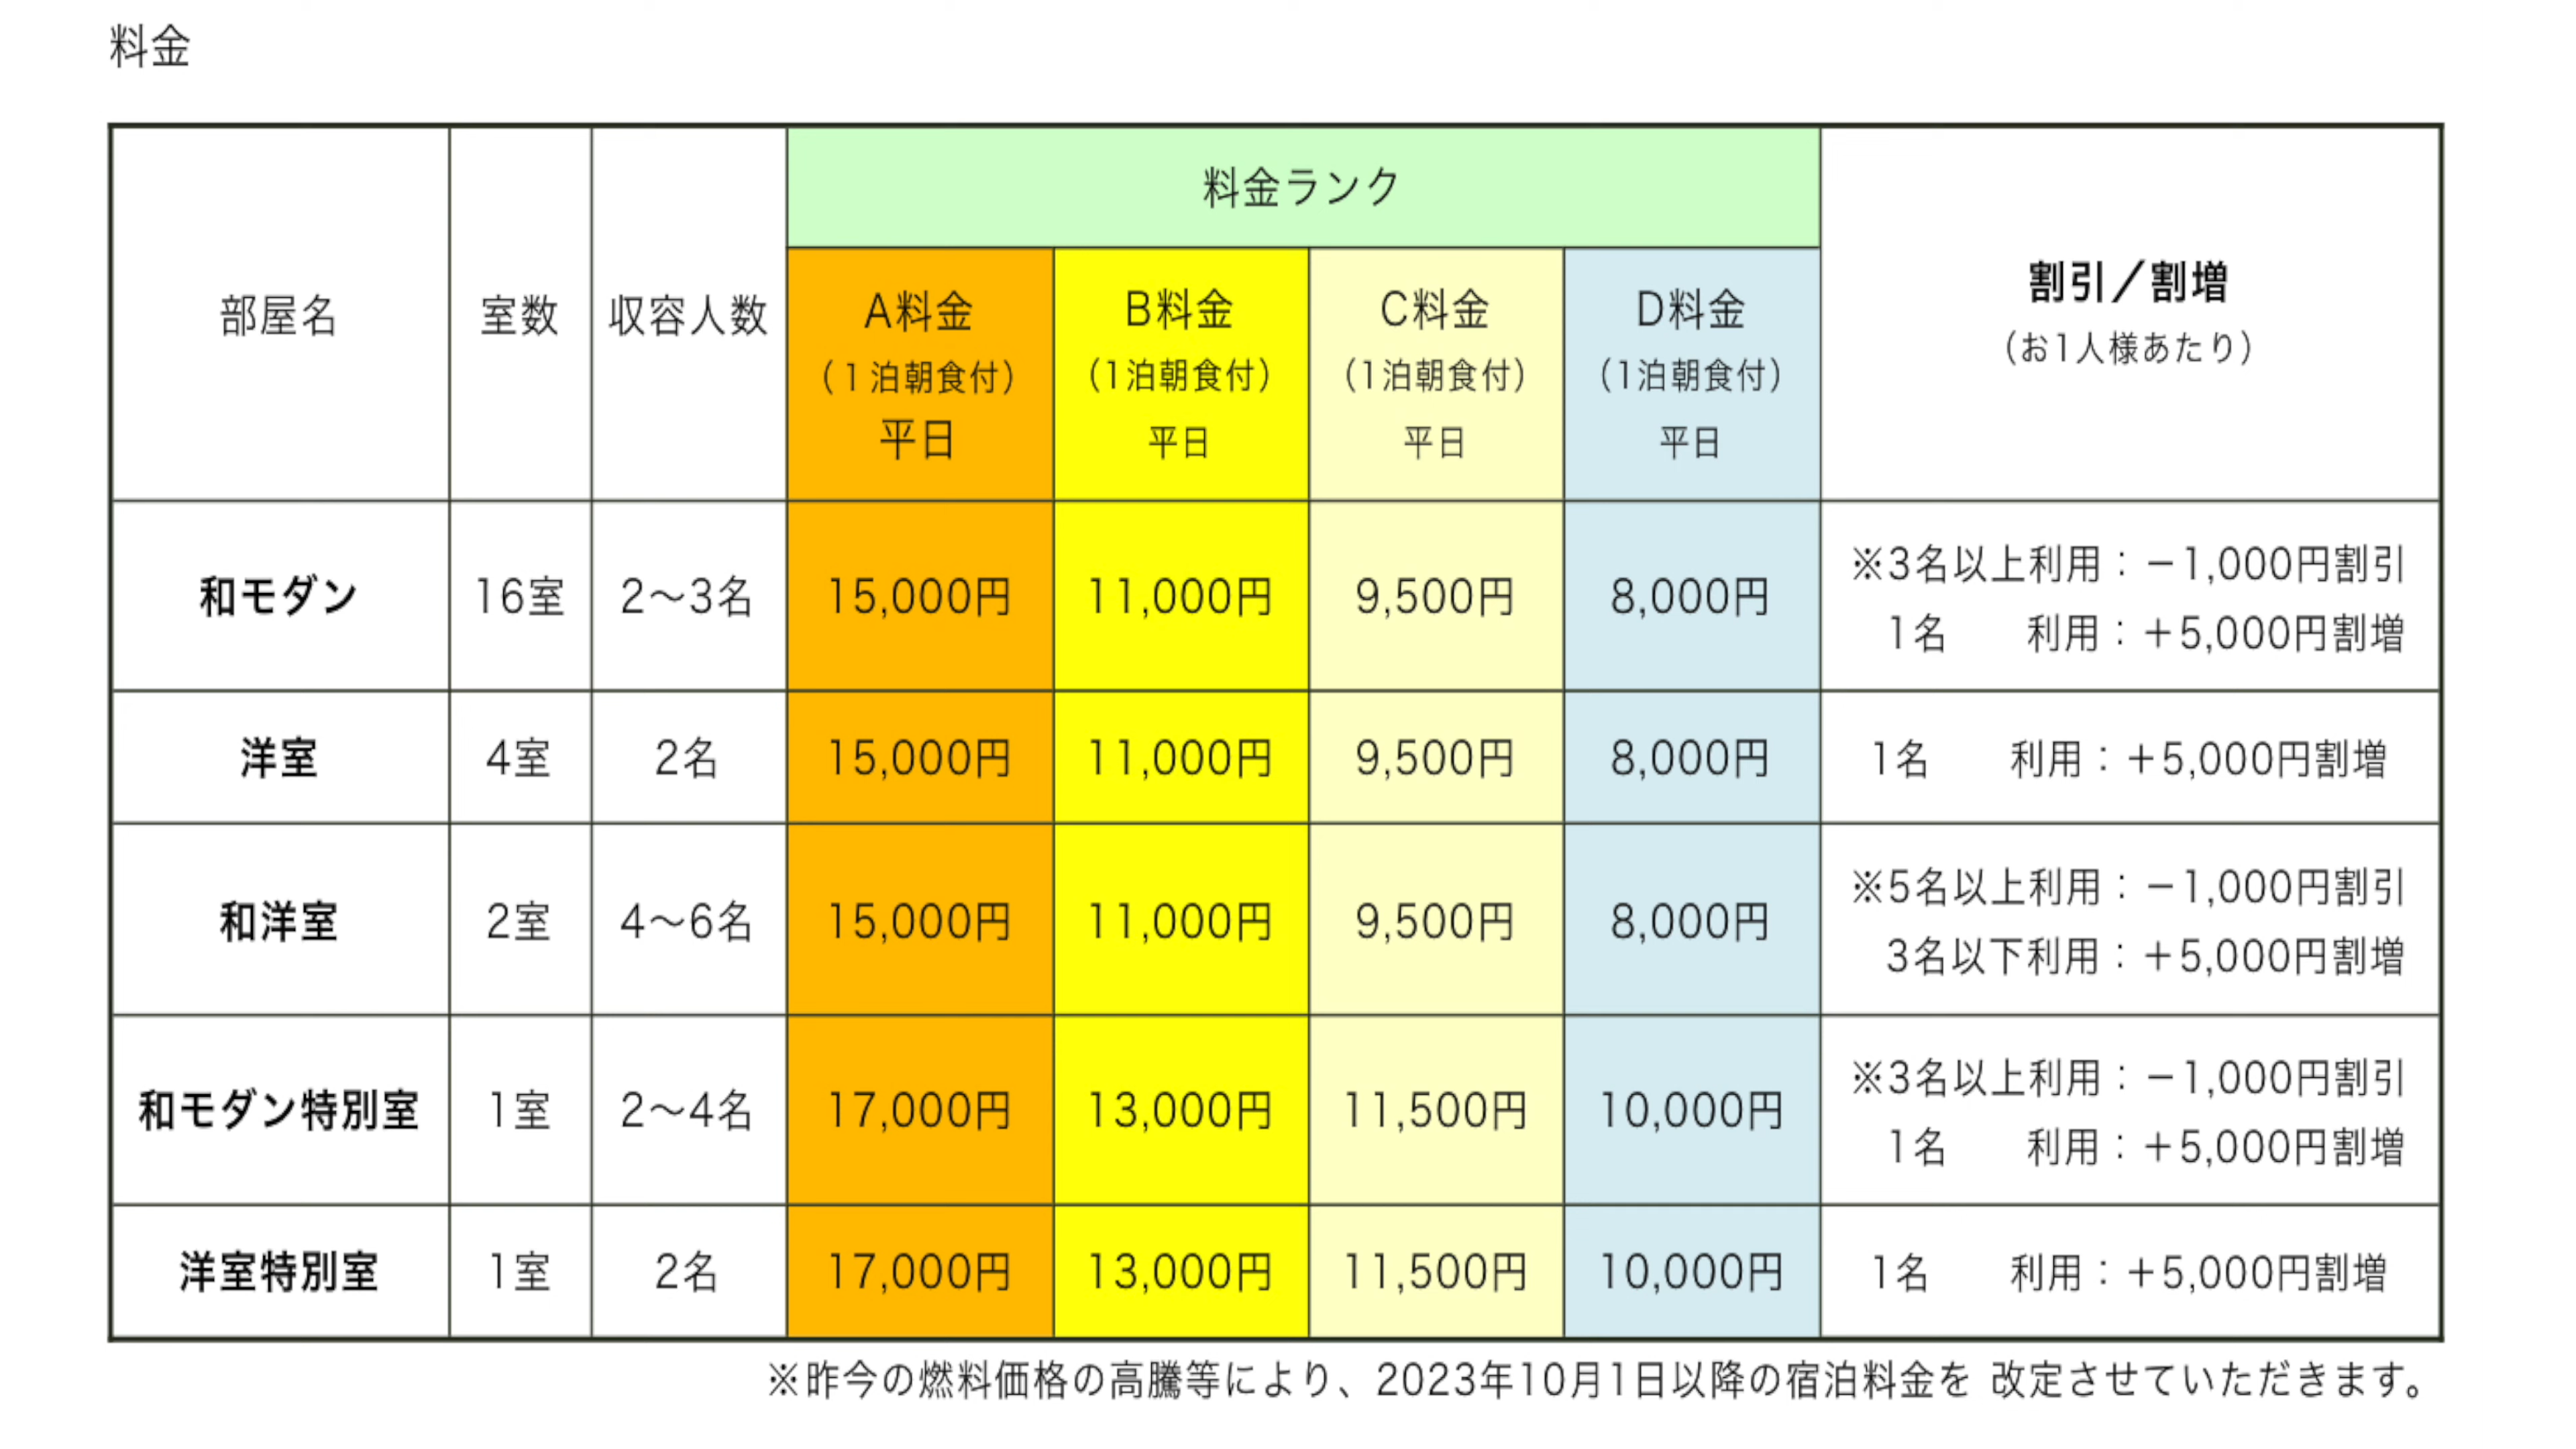 料金
料金ランク
部屋名 室数 収容人数 A料金 B料金 C料金 D料金 割引／割増
（1泊朝食付） （1泊朝食付） （1泊朝食付） （1泊朝食付） （お1人様あたり）
平日 平日 平日 平日
和モダン 16室 2〜3名 15,000円 11,000円 9,500円 8,000円 ※3名以上利用：－1,000円割引
1名　　利用：＋5,000円割増
洋室 4室 2名 15,000円 11,000円 9,500円 8,000円 1名　　利用：＋5,000円割増
和洋室 2室 4〜6名 15,000円 11,000円 9,500円 8,000円 ※5名以上利用：－1,000円割引
3名以下利用：＋5,000円割増
和モダン特別室 1室 2〜4名 17,000円 13,000円 11,500円 10,000円 ※3名以上利用：－1,000円割引
1名　　利用：＋5,000円割増
洋室特別室 1室 2名 17,000円 13,000円 11,500円 10,000円 1名　　利用：＋5,000円割増
※昨今の燃料価格の高騰等により、2023年10月1日以降の宿泊料金を 改定させていただきます。